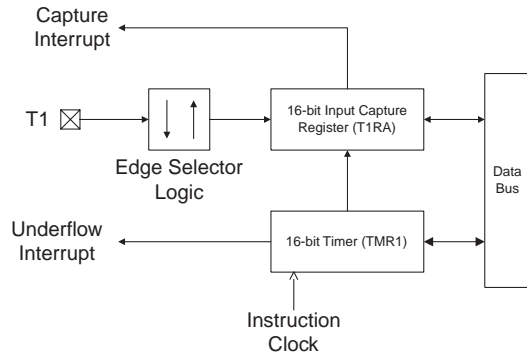 Capture
Interrupt
T1
Edge Selector
Logic
16-bit Input Capture
Register (T1RA)
Data
Bus
Underflow
Interrupt
16-bit Timer (TMR1)
Instruction
Clock